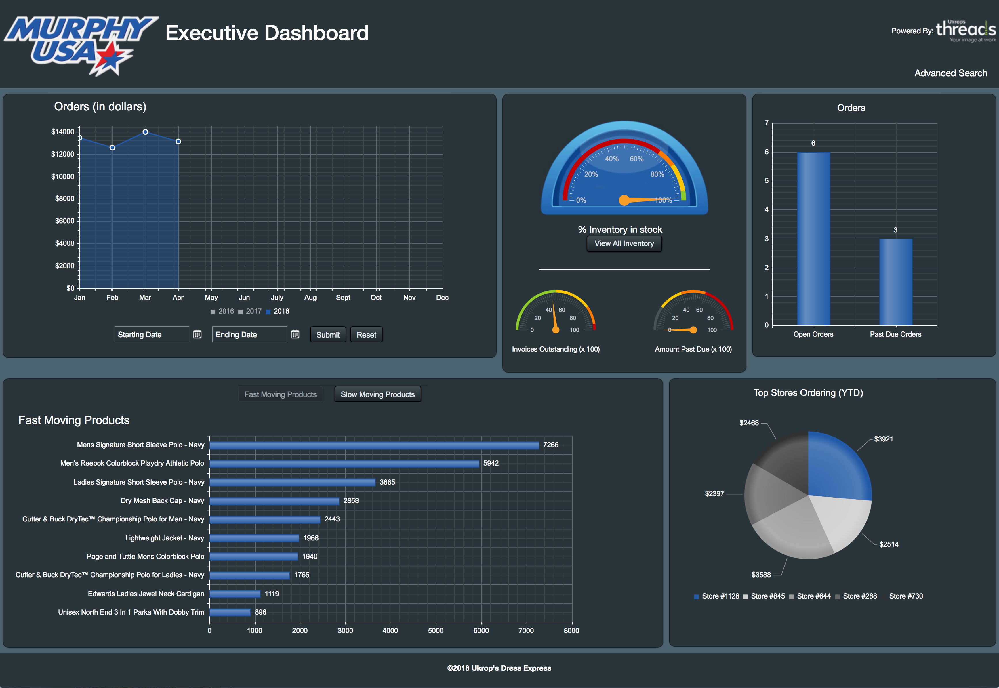 MURPHY
USA
Executive Dashboard
Powered By:
Ukrop's
threads
Your image at work
Advanced Search
Orders (in dollars)
$14000
$12000
$10000
$8000
$6000
$4000
$2000
$0
Jan Feb Mar Apr May Jun July Aug Sept Oct Nov Dec
2016 2017 2018
Starting Date Ending Date Submit Reset
40% 60%
20% 80%
0% 100%
% Inventory in stock
View All Inventory
40 60
20 80
0 100
Invoices Outstanding (x 100)
40 60
20 80
0 100
Amount Past Due (x 100)
Orders
7
6
5
4
3
2
1
0
6
3
Open Orders Past Due Orders
Fast Moving Products Slow Moving Products
Fast Moving Products
Mens Signature Short Sleeve Polo - Navy 7266
Men's Reebok Colorblock Playdry Athletic Polo 5942
Ladies Signature Short Sleeve Polo - Navy 3665
Dry Mesh Back Cap - Navy 2858
Cutter & Buck DryTec™ Championship Polo for Men - Navy 2443
Lightweight Jacket - Navy 1966
Page and Tuttle Mens Colorblock Polo 1940
Cutter & Buck DryTec™ Championship Polo for Ladies - Navy 1765
Edwards Ladies Jewel Neck Cardigan 1119
Unisex North End 3 In 1 Parka With Dobby Trim 896
0 1000 2000 3000 4000 5000 6000 7000 8000
Top Stores Ordering (YTD)
$2468
$3921
$2397
$2514
$3588
Store #1128 Store #845 Store #644 Store #288 Store #730
©2018 Ukrop's Dress Express